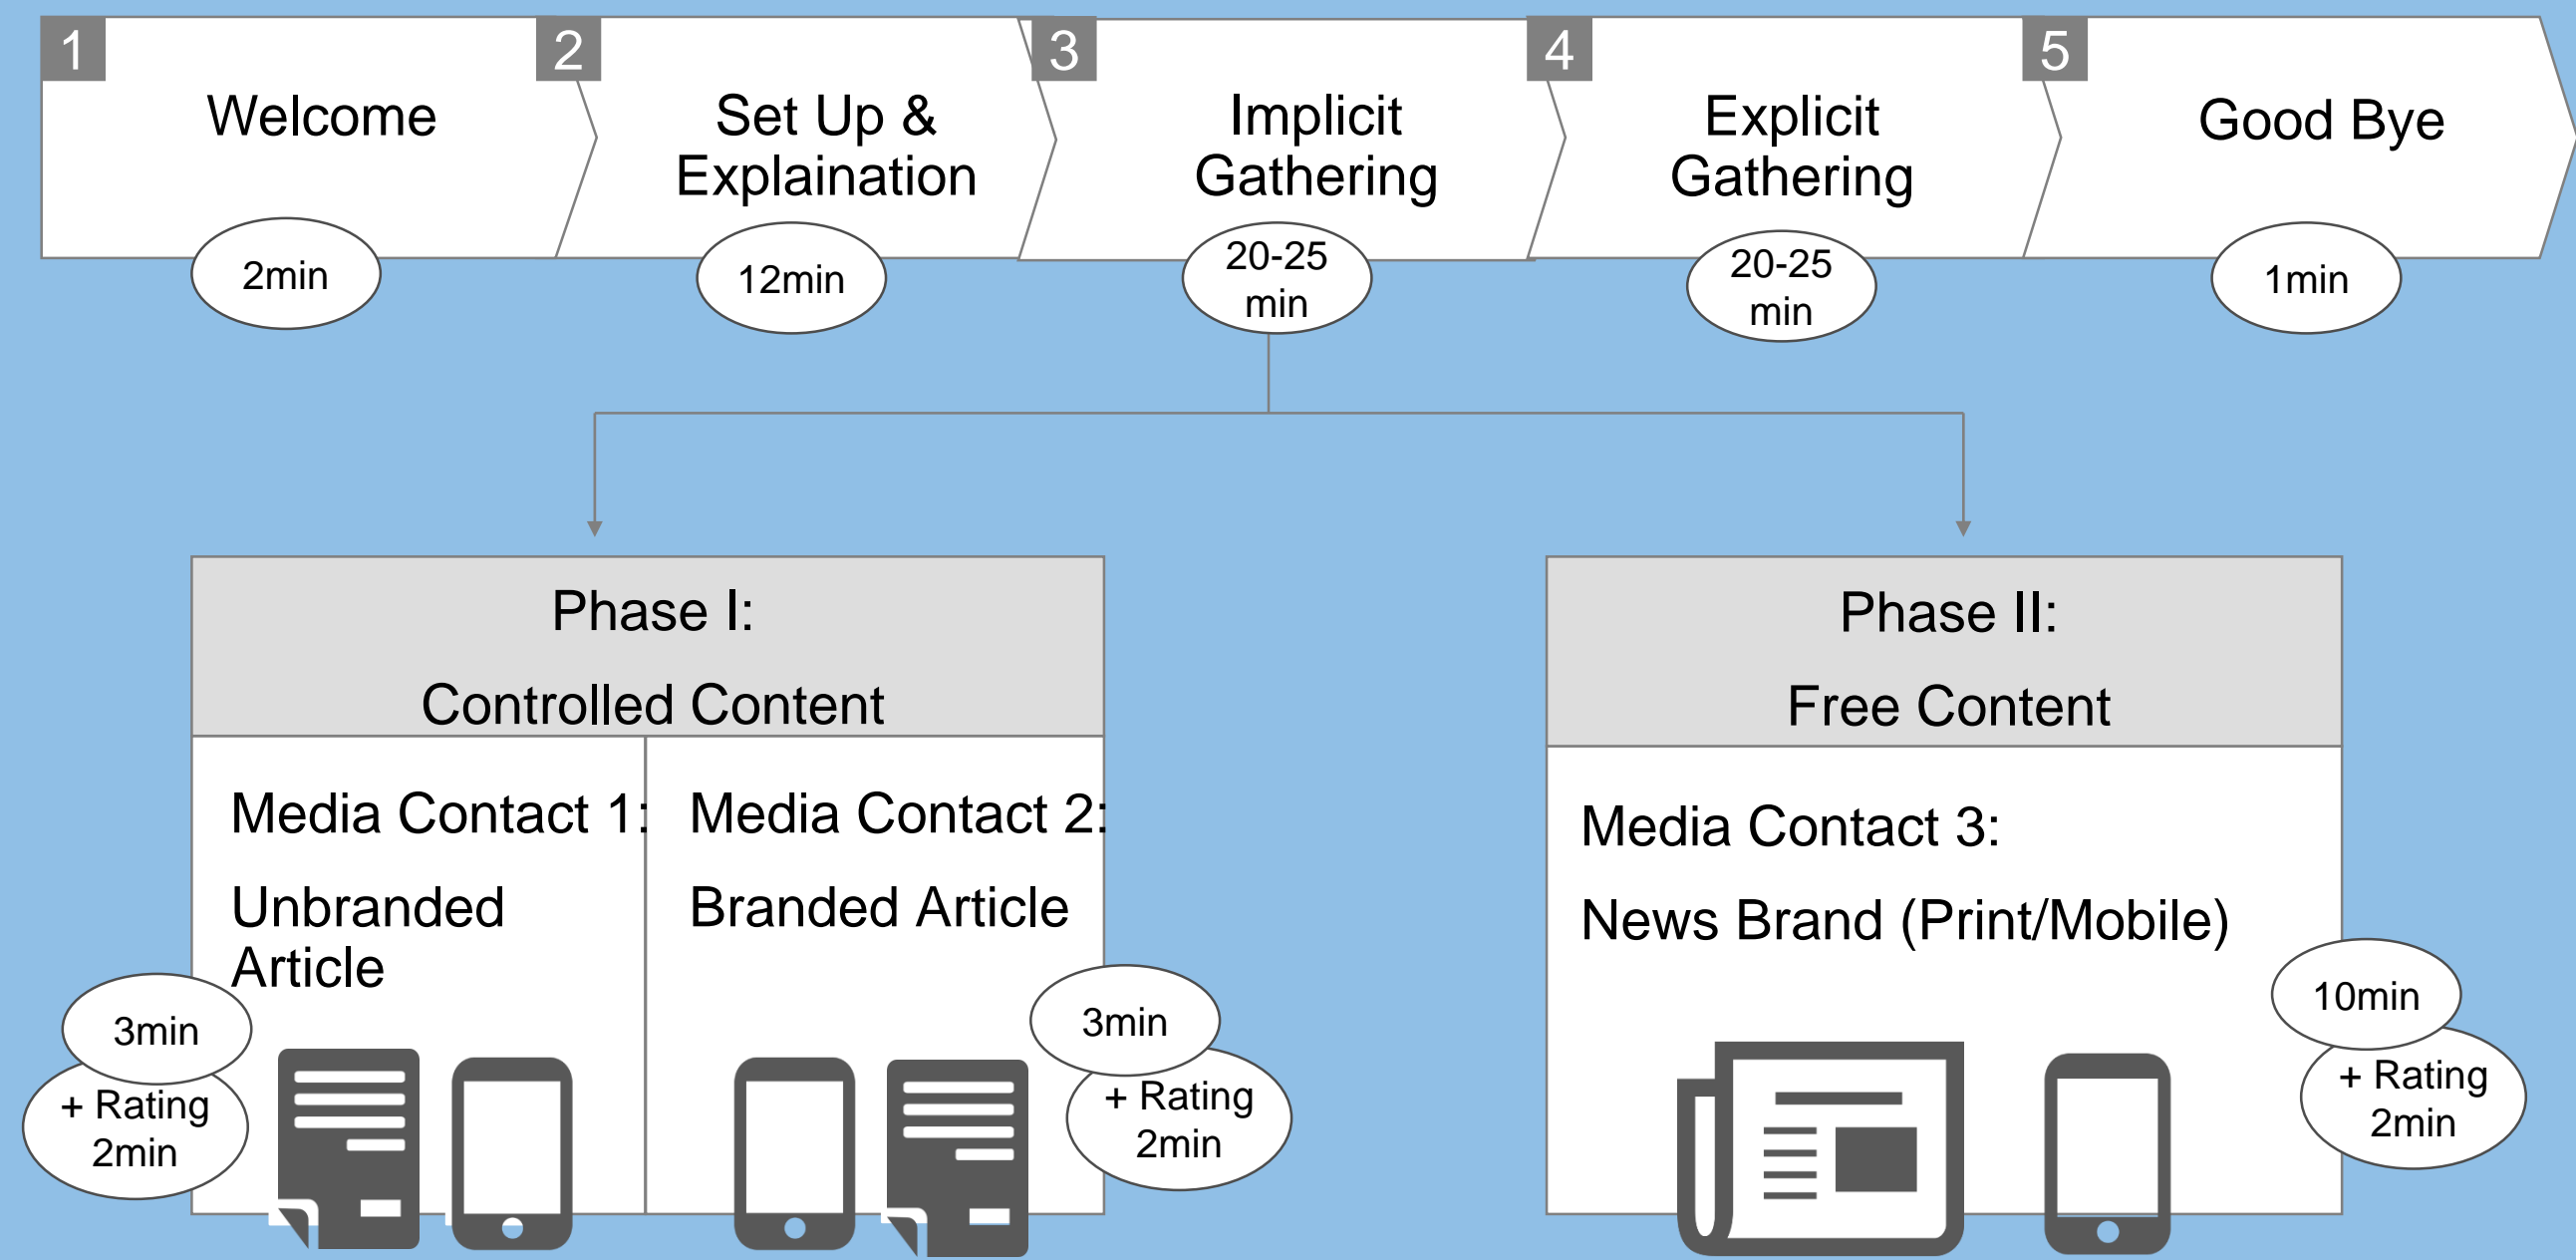 1
Welcome
2min
2
Set Up &
Explaination
12min
3
Implicit
Gathering
20-25
min
4
Explicit
Gathering
20-25
min
5
Good Bye
1min
Phase I:
Controlled Content
Media Contact 1:
Unbranded
Article
3min
+ Rating
2min
Media Contact 2:
Branded Article
3min
+ Rating
2min
Phase II:
Free Content
Media Contact 3:
News Brand (Print/Mobile)
10min
+ Rating
2min